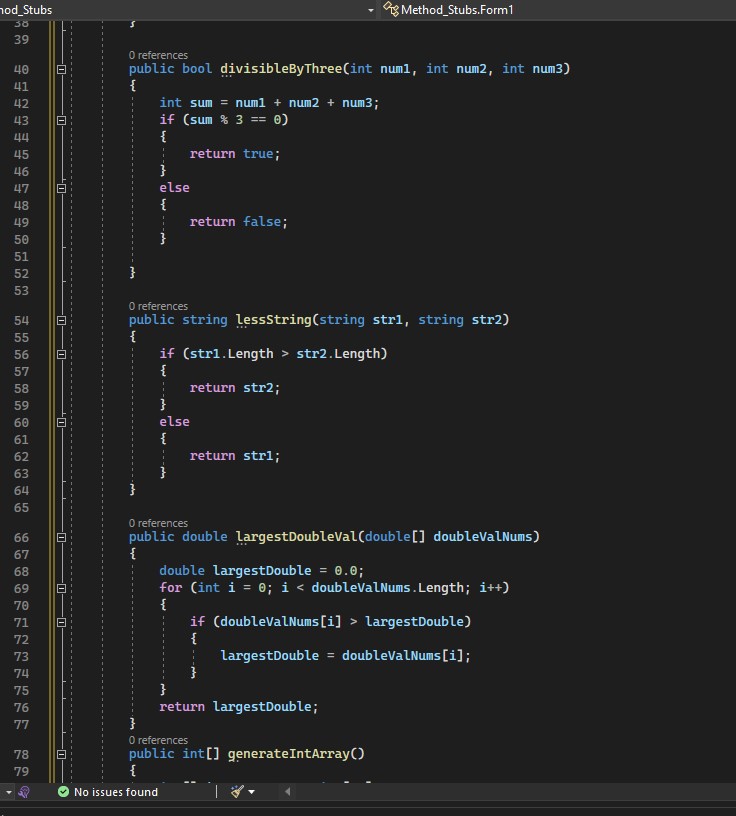 nod_Stubs Method_Stubs.Form1
38 }
39
0 references
40 public bool divisibleByThree(int num1, int num2, int num3)
41 {
42 int sum = num1 + num2 + num3;
43 if (sum % 3 == 0)
44 {
45 return true;
46 }
47 else
48 {
49 return false;
50 }
51
52 }
53
0 references
54 public string lessString(string str1, string str2)
55 {
56 if (str1.Length > str2.Length)
57 {
58 return str2;
59 }
60 else
61 {
62 return str1;
63 }
64 }
65
0 references
66 public double largestDoubleVal(double[] doubleValNums)
67 {
68 double largestDouble = 0.0;
69 for (int i = 0; i < doubleValNums.Length; i++)
70 {
71 if (doubleValNums[i] > largestDouble)
72 {
73 largestDouble = doubleValNums[i];
74 }
75 }
76 return largestDouble;
77 }
0 references
78 public int[] generateIntArray()
79 {
No issues found